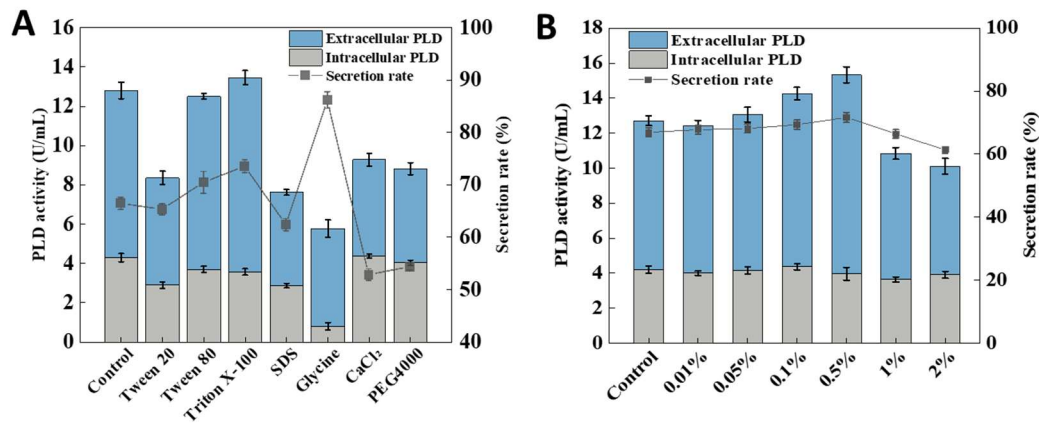 A
PLD activity (U/mL)
16
14
12
10
8
6
4
2
0
Extracellular PLD
Intracellular PLD
Secretion rate
100
90
80
70
60
50
40
Secretion rate (%)
Control
Tween 20
Tween 80
Triton X-100
SDS
Glycine
CaCl₂
PEG4000
B
PLD activity (U/mL)
18
16
14
12
10
8
6
4
2
0
Extracellular PLD
Intracellular PLD
Secretion rate
100
80
60
40
20
0
Secretion rate (%)
Control
0.01%
0.05%
0.1%
0.5%
1%
2%